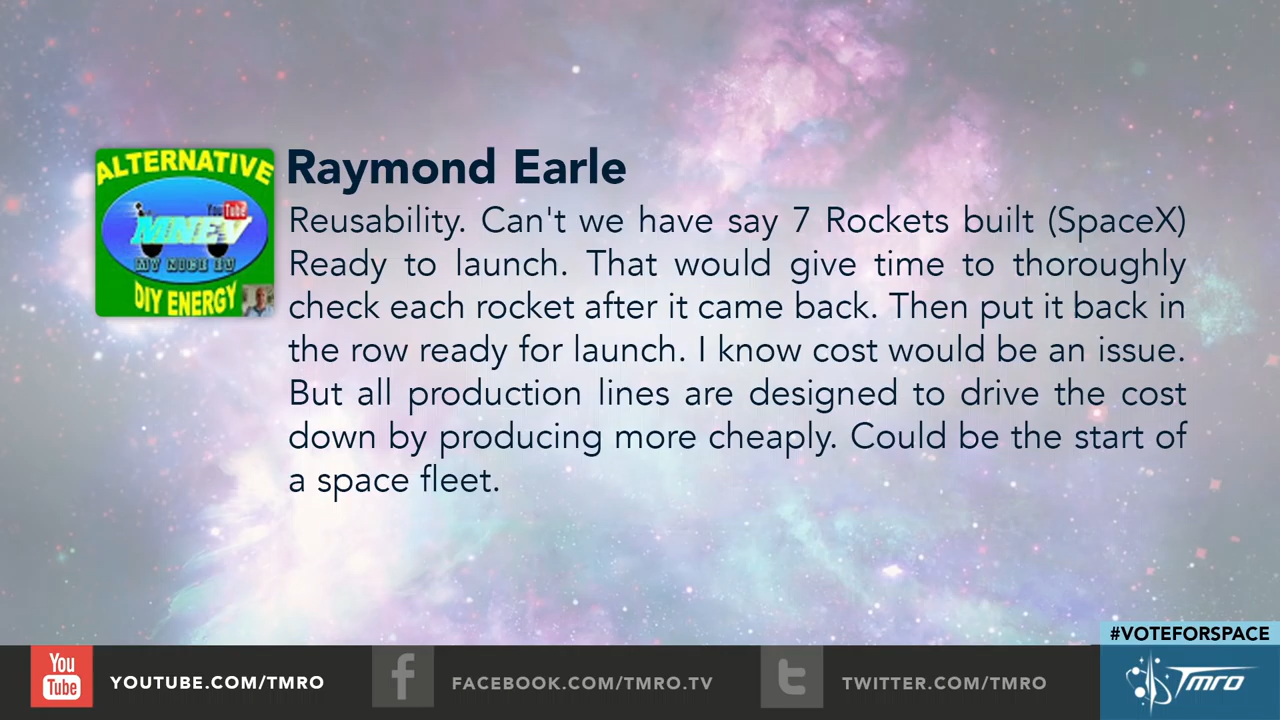 ALTERNATIVE
YouTube
MNEV
DIY ENERGY
Raymond Earle
Reusability. Can't we have say 7 Rockets built (SpaceX)
Ready to launch. That would give time to thoroughly
check each rocket after it came back. Then put it back in
the row ready for launch. I know cost would be an issue.
But all production lines are designed to drive the cost
down by producing more cheaply. Could be the start of
a space fleet.
#VOTEFORSPACE
You
Tube
YOUTUBE.COM/TMRO
FACEBOOK.COM/TMRO.TV
TWITTER.COM/TMRO
Tmro